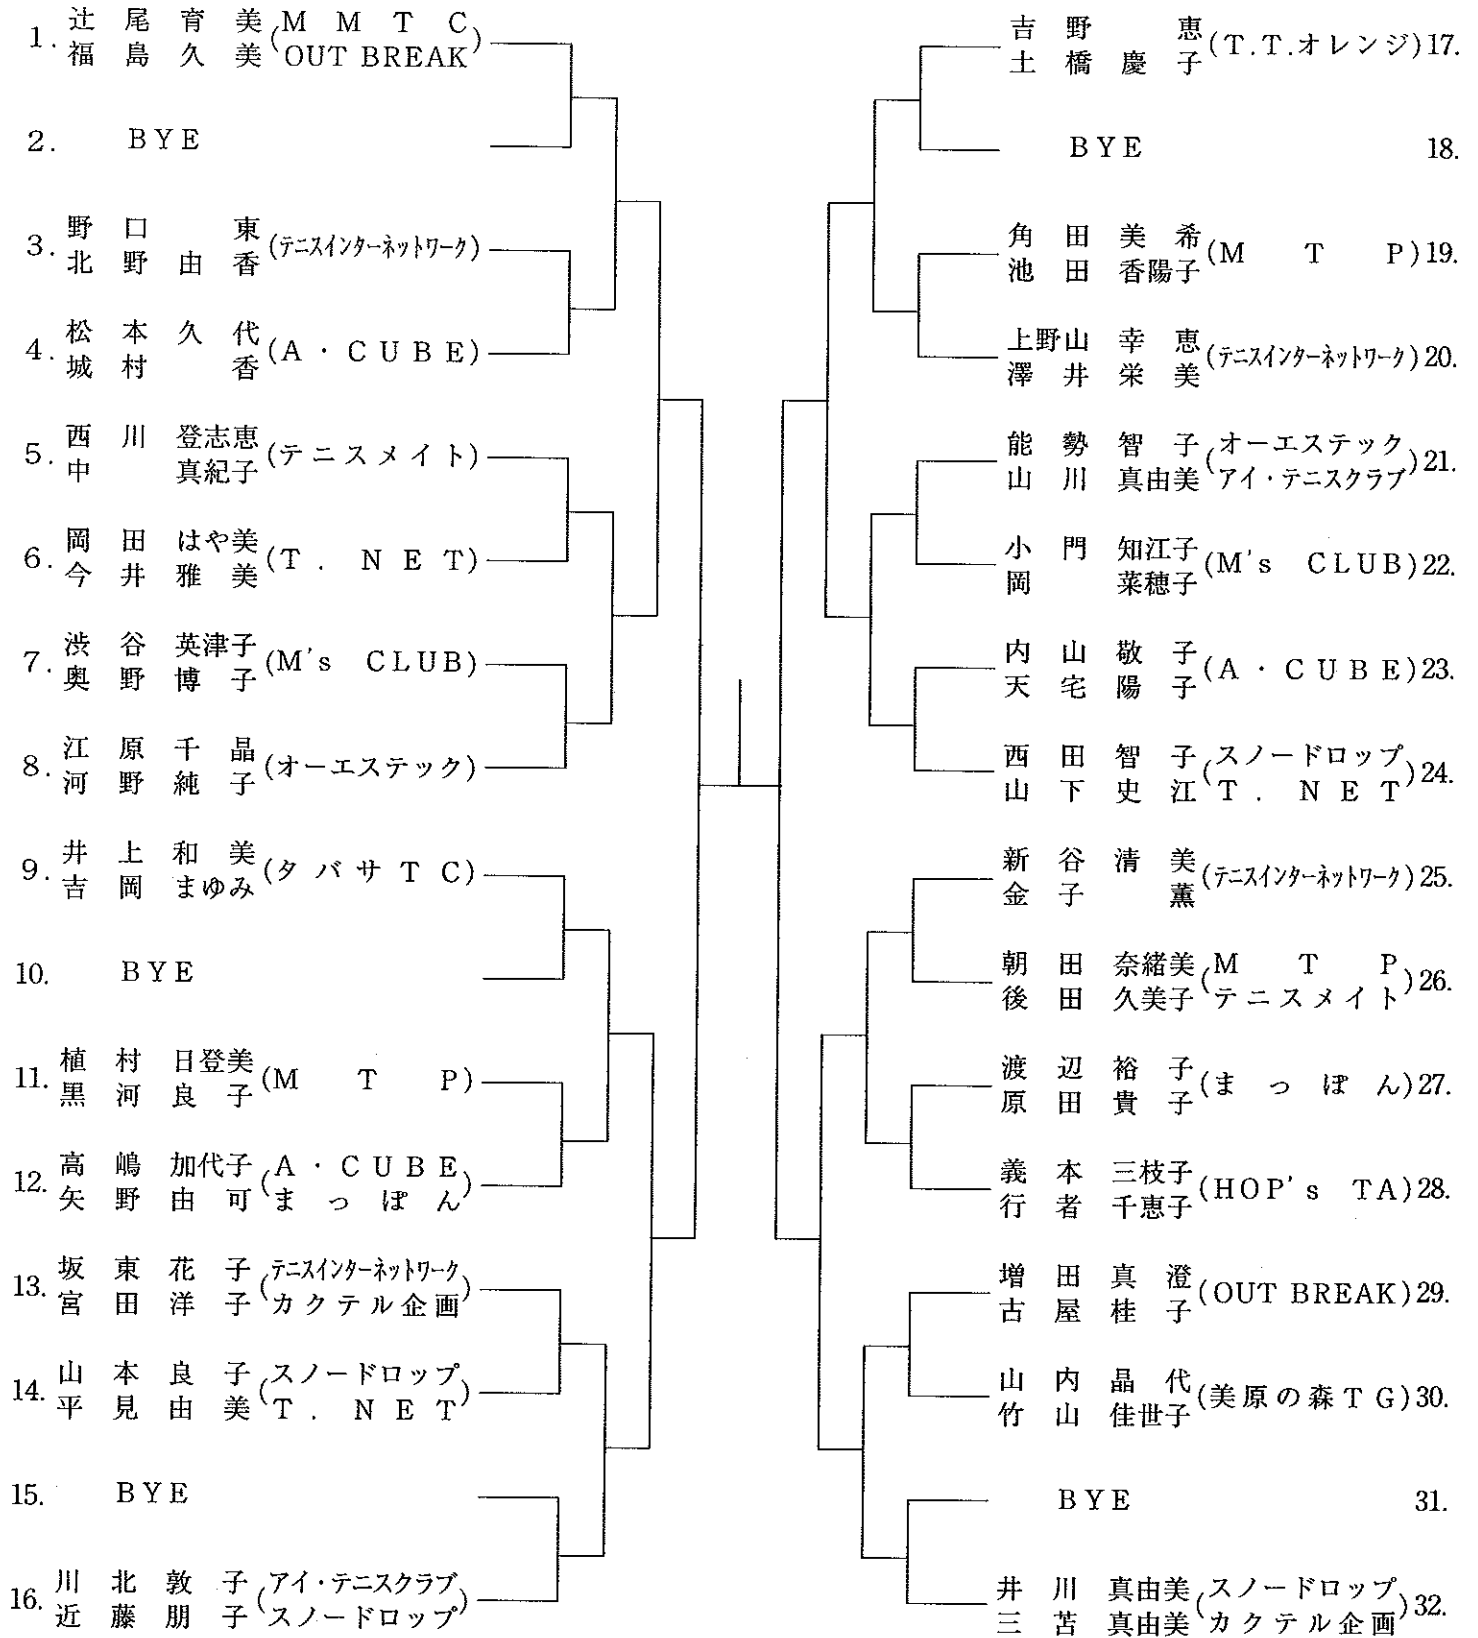 1. 辻尾育美 (MMTC
福島久美 OUT BREAK)
2. BYE
3. 野口東 (テニスインターネットワーク)
北野由香
4. 松本久代 (A・CUBE)
城村香
5. 西川登志恵 (テニスメイト)
中真紀子
6. 岡田はや美 (T. NET)
今井雅美
7. 渋谷英津子 (M's CLUB)
奥野博子
8. 江原千晶 (オーエステック)
河野純子
9. 井上和美 (タバサTC)
吉岡まゆみ
10. BYE
11. 植村日登美 (MTP)
黒河良子
12. 高嶋加代子 (A・CUBE
矢野由可 まっぽん)
13. 坂東花子 (テニスインターネットワーク
宮田洋子 カクテル企画)
14. 山本良子 (スノードロップ
平見由美 T. NET)
15. BYE
16. 川北敦子 (アイ・テニスクラブ
近藤朋子 スノードロップ)
吉野恵 (T.T.オレンジ) 17.
土橋慶子
BYE 18.
角田美希 (MTP) 19.
池田香陽子
上野山幸恵 (テニスインターネットワーク) 20.
澤井栄美
能勢智子 (オーエステック
山川真由美 アイ・テニスクラブ) 21.
小門知江子 (M's CLUB) 22.
岡菜穂子
内山敬子 (A・CUBE) 23.
天宅陽子
西田智子 (スノードロップ
山下史江 T. NET) 24.
新谷清美 (テニスインターネットワーク) 25.
金子薫
朝田奈緒美 (MTP
後田久美子 テニスメイト) 26.
渡辺裕子 (まっぽん) 27.
原田貴子
義本三枝子 (HOP's TA) 28.
行者千恵子
増田真澄 (OUT BREAK) 29.
古屋桂子
山内晶代 (美原の森TG) 30.
竹山佳世子
BYE 31.
井川真由美 (スノードロップ
三苫真由美 カクテル企画) 32.